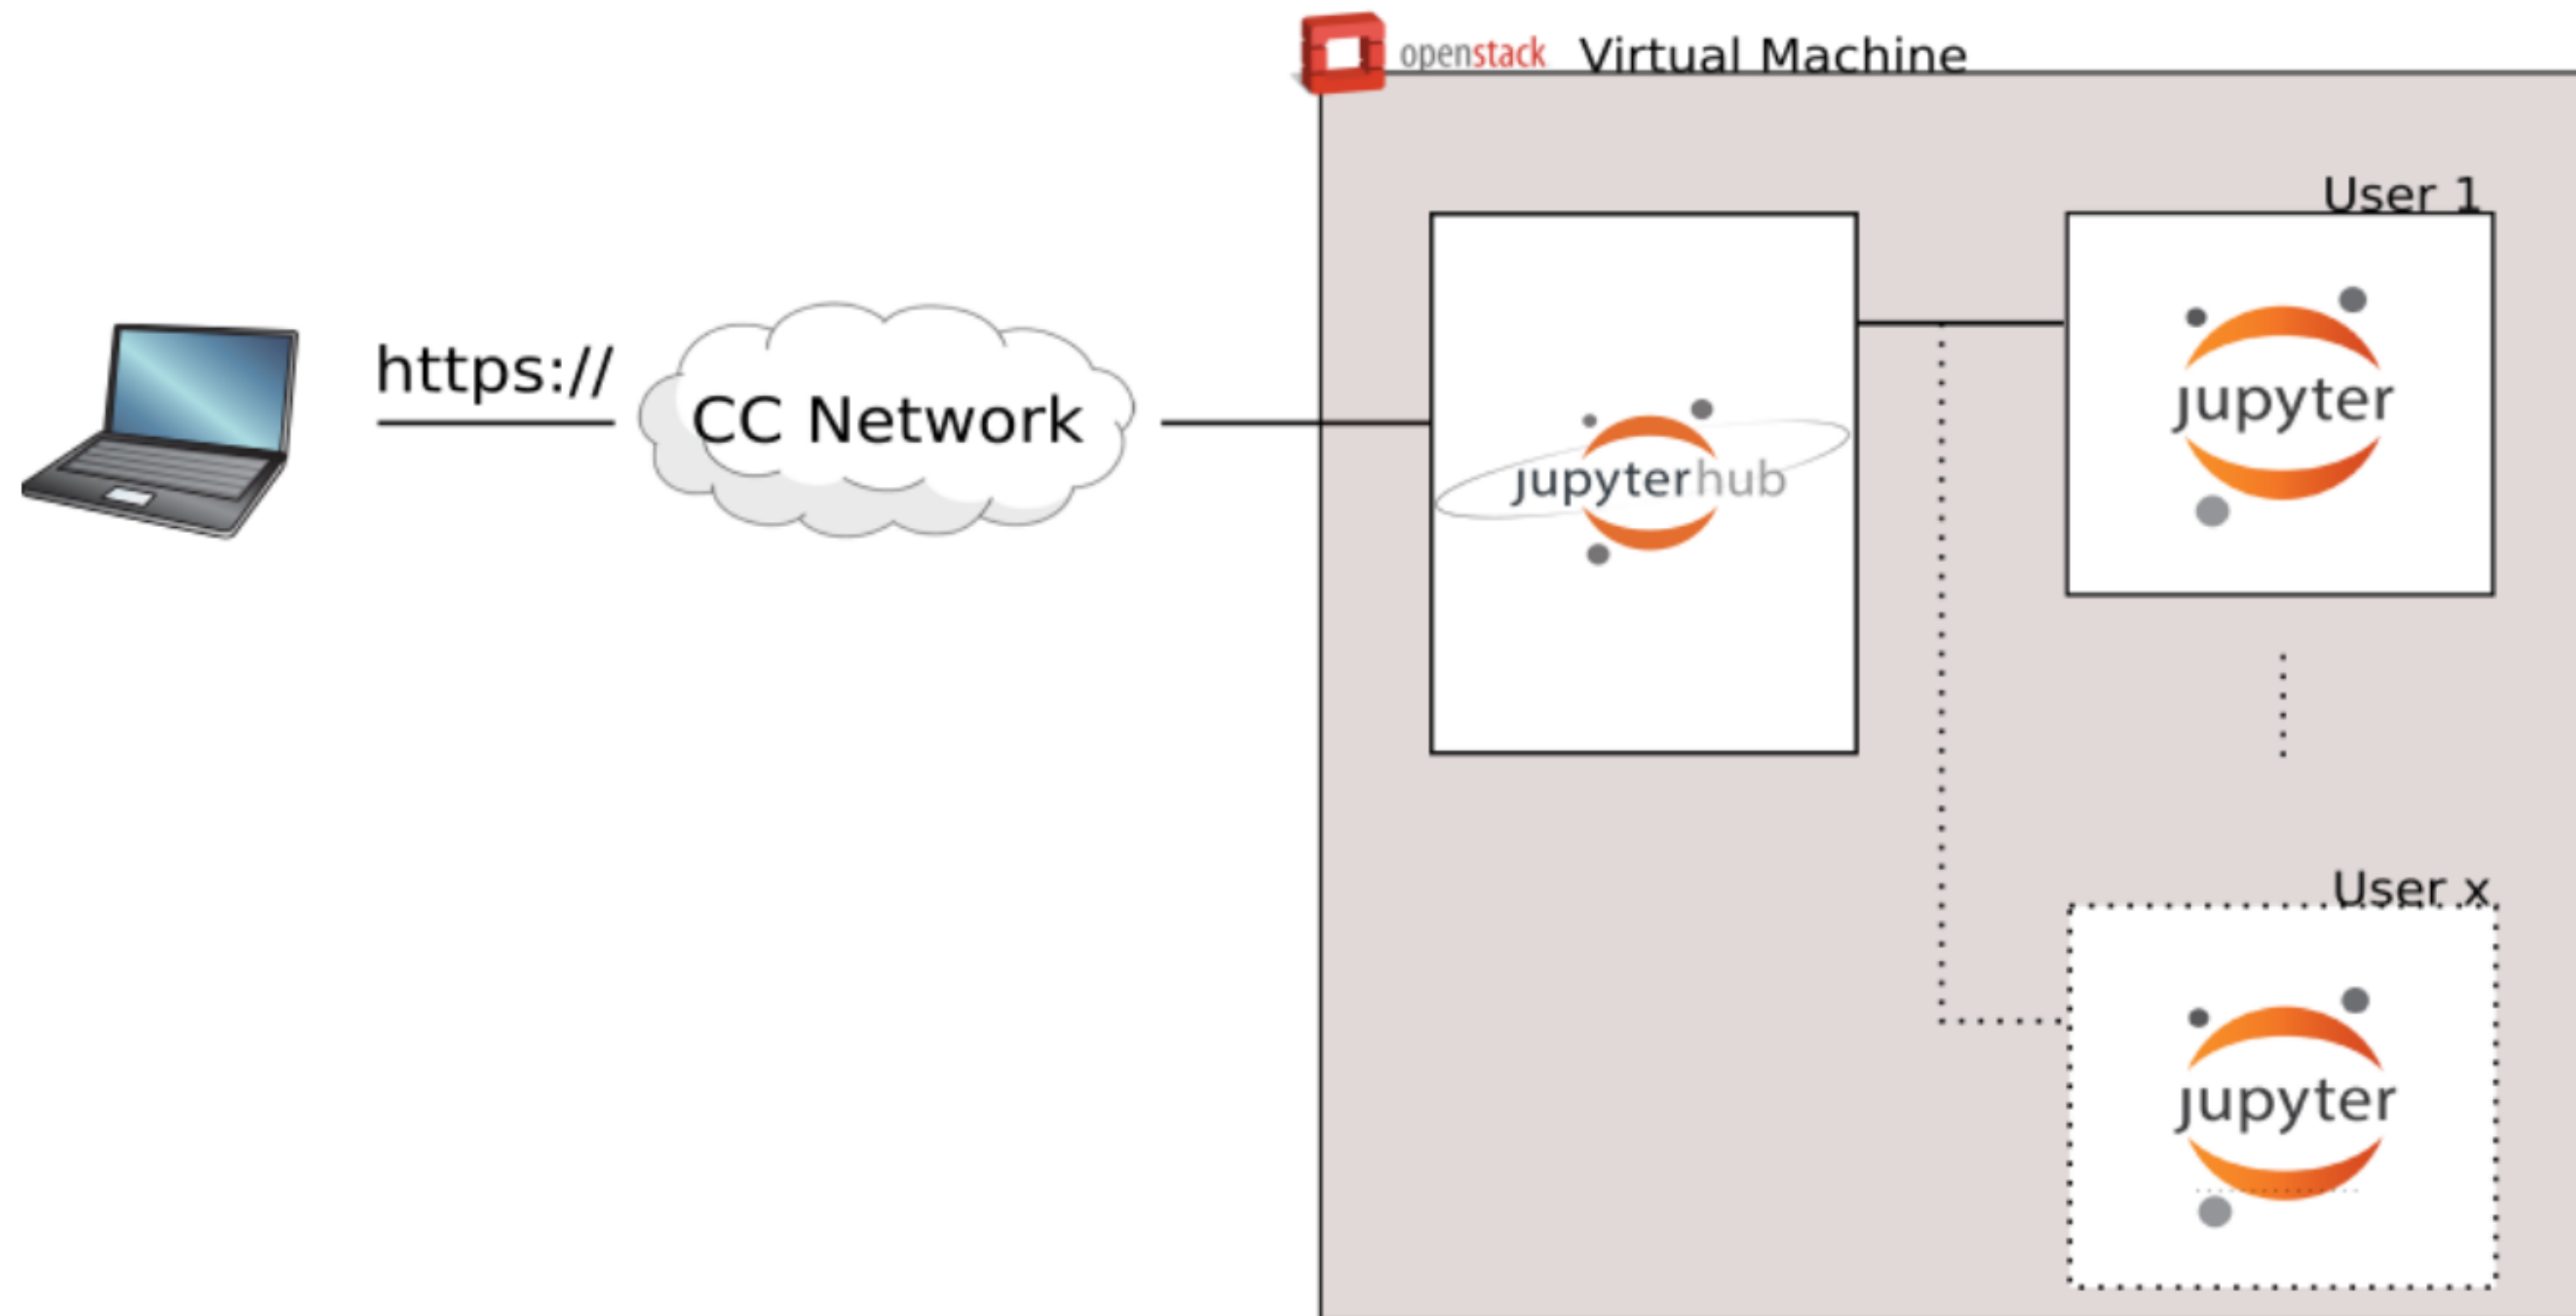 openstack Virtual Machine
User 1
https://
CC Network
jupyter
jupyterhub
User x
jupyter